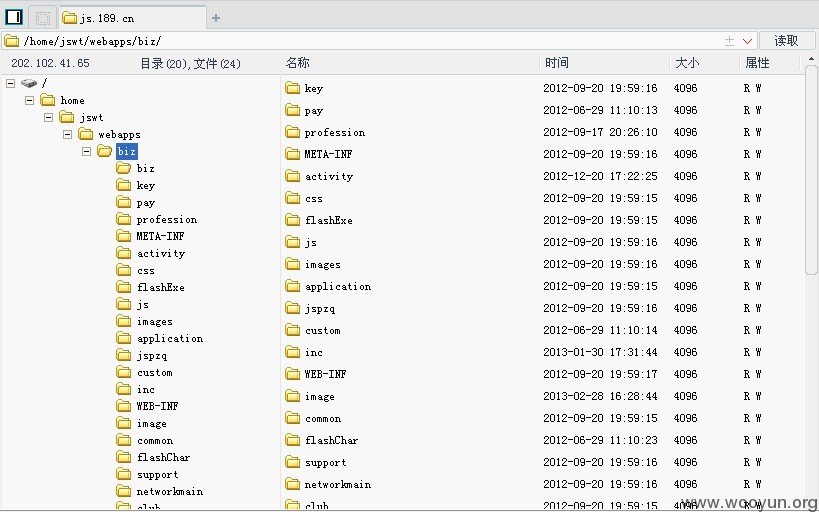 js.189.cn
/home/jswt/webapps/biz/ 读取
202.102.41.65 目录(20),文件(24) 名称 时间 大小 属性
/
home
jswt
webapps
biz
biz
key
pay
profession
META-INF
activity
css
flashExe
js
images
application
jspzq
custom
inc
WEB-INF
image
common
flashChar
support
networkmain
club
key 2012-09-20 19:59:16 4096 R W
pay 2012-06-29 11:10:13 4096 R W
profession 2012-09-17 20:26:10 4096 R W
META-INF 2012-09-20 19:59:16 4096 R W
activity 2012-12-20 17:22:25 4096 R W
css 2012-09-20 19:59:15 4096 R W
flashExe 2012-09-20 19:59:15 4096 R W
js 2012-09-20 19:59:16 4096 R W
images 2012-09-20 19:59:16 4096 R W
application 2012-09-20 19:59:15 4096 R W
jspzq 2012-09-20 19:59:16 4096 R W
custom 2012-06-29 11:10:14 4096 R W
inc 2013-01-30 17:31:44 4096 R W
WEB-INF 2012-09-20 19:59:17 4096 R W
image 2013-02-28 16:28:44 4096 R W
common 2012-09-20 19:59:15 4096 R W
flashChar 2012-06-29 11:10:23 4096 R W
support 2012-09-20 19:59:16 4096 R W
networkmain 2012-09-20 19:59:16 4096 R W
club 2012-09-20 19:59:15 4096 R W
www.wooyun.org